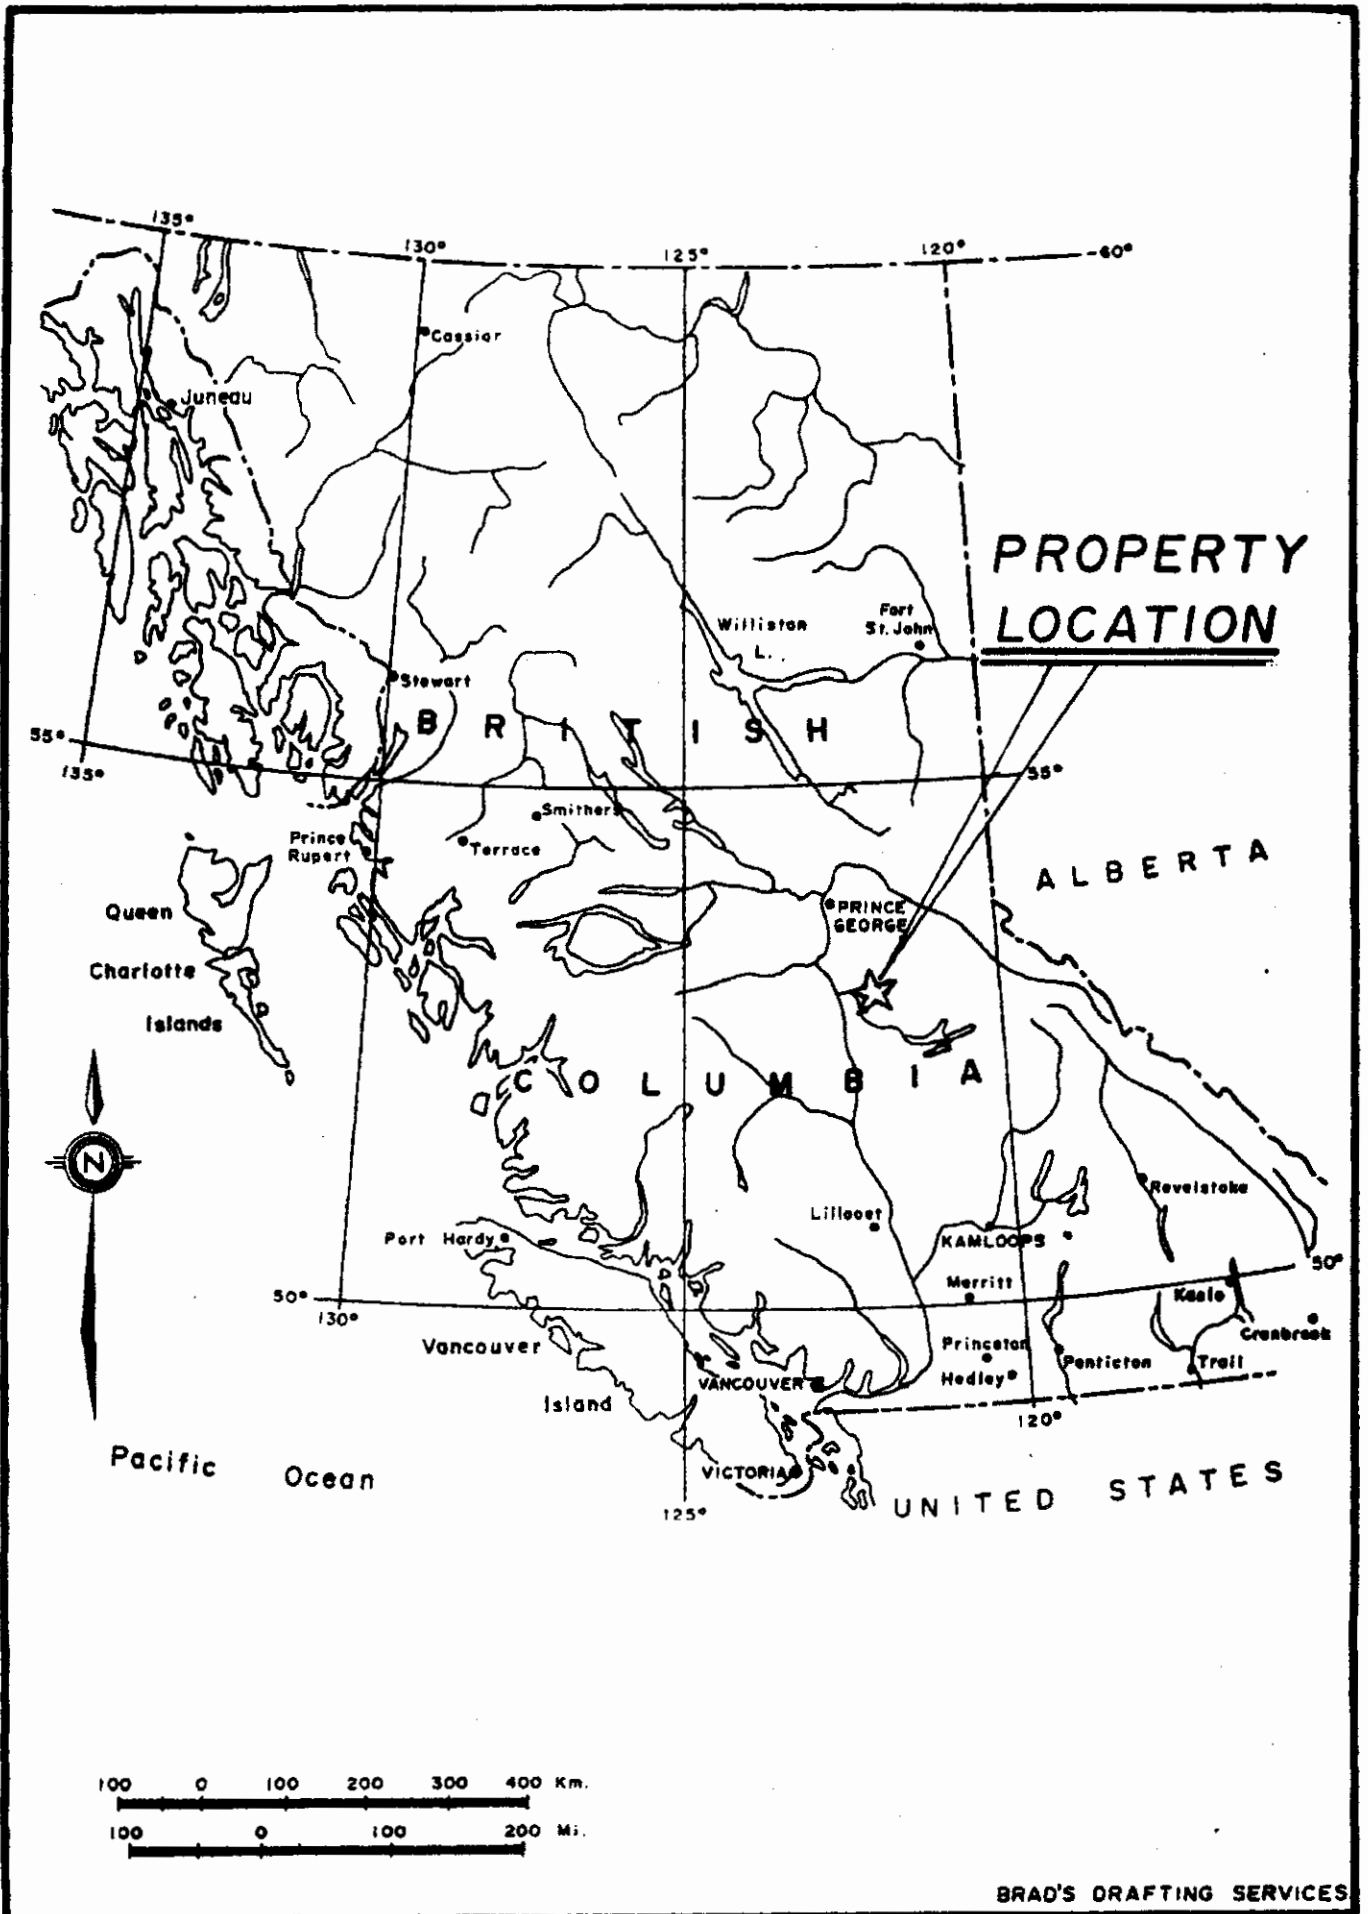 135°
130°
125°
120°
60°
Cassiar
Juneau
PROPERTY
LOCATION
Williston
L.
Fort
St. John
Stewart
BRITISH
55°
135°
55°
Smithers
Terrace
Prince
Rupert
ALBERTA
Queen
Charlotte
Islands
PRINCE
GEORGE
COLUMBIA
N
Revelstoke
Lillooet
Port Hardy
KAMLOOPS
50°
Merritt
Kaslo
50°
130°
Cranbrook
Vancouver
Island
Princeton
Hedley
Penticton
Trail
VANCOUVER
120°
Pacific Ocean
VICTORIA
UNITED STATES
125°
100 0 100 200 300 400 Km.
100 0 100 200 Mi.
BRAD'S DRAFTING SERVICES